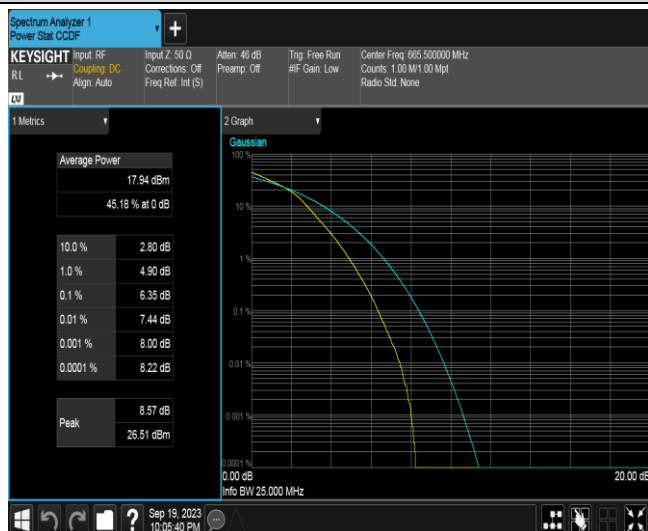 Spectrum Analyzer 1
Power Stat CCDF
KEYSIGHT
RL
LXI
Input: RF
Coupling: DC
Align: Auto
Input Z: 50 Ω
Corrections: Off
Freq Ref: Int (S)
Atten: 46 dB
Preamp: Off
Trig: Free Run
#IF Gain: Low
Center Freq: 665.500000 MHz
Counts: 1.00 M/1.00 Mpt
Radio Std: None
1 Metrics
Average Power
17.94 dBm
45.18 % at 0 dB
10.0 % 2.80 dB
1.0 % 4.90 dB
0.1 % 6.35 dB
0.01 % 7.44 dB
0.001 % 8.00 dB
0.0001 % 8.22 dB
Peak
8.57 dB
26.51 dBm
2 Graph
Gaussian
100 %
10 %
1 %
0.1 %
0.01 %
0.001 %
0.0001 %
0.00 dB
20.00 dB
Info BW 25.000 MHz
?
Sep 19, 2023
10:05:40 PM